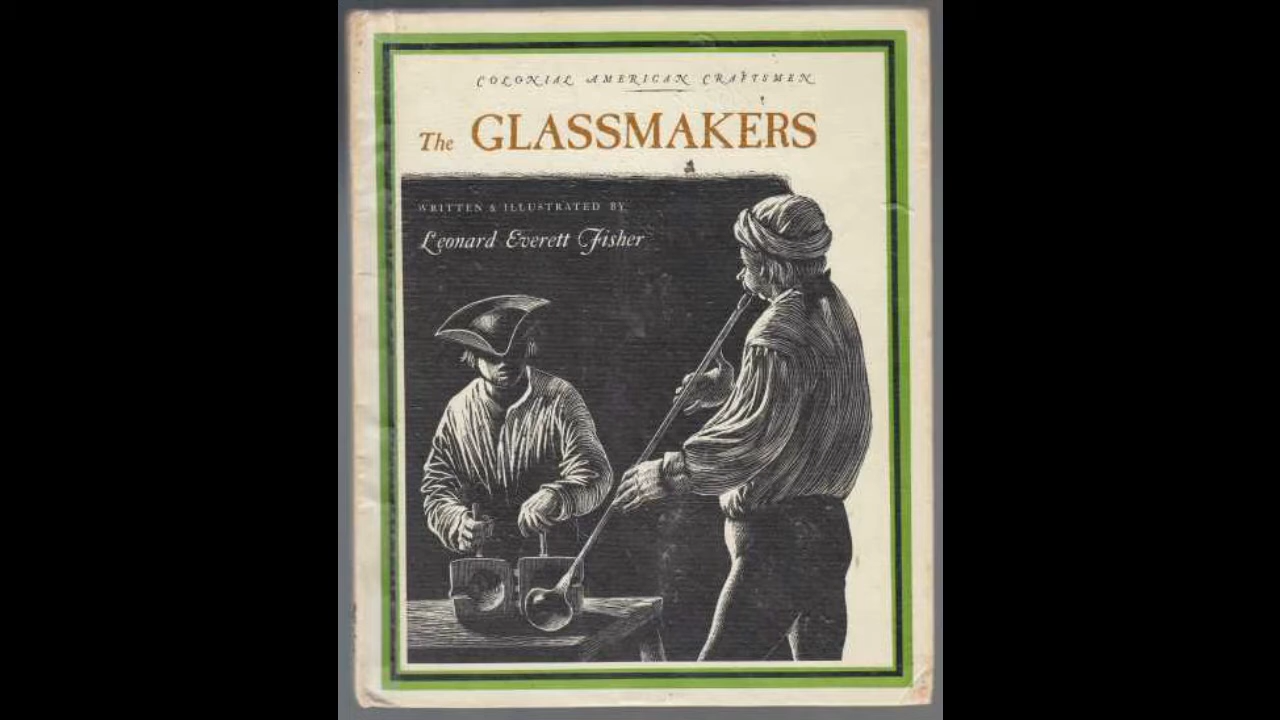 COLONIAL AMERICAN CRAFTSMEN
The GLASSMAKERS
WRITTEN & ILLUSTRATED BY
Leonard Everett Fisher